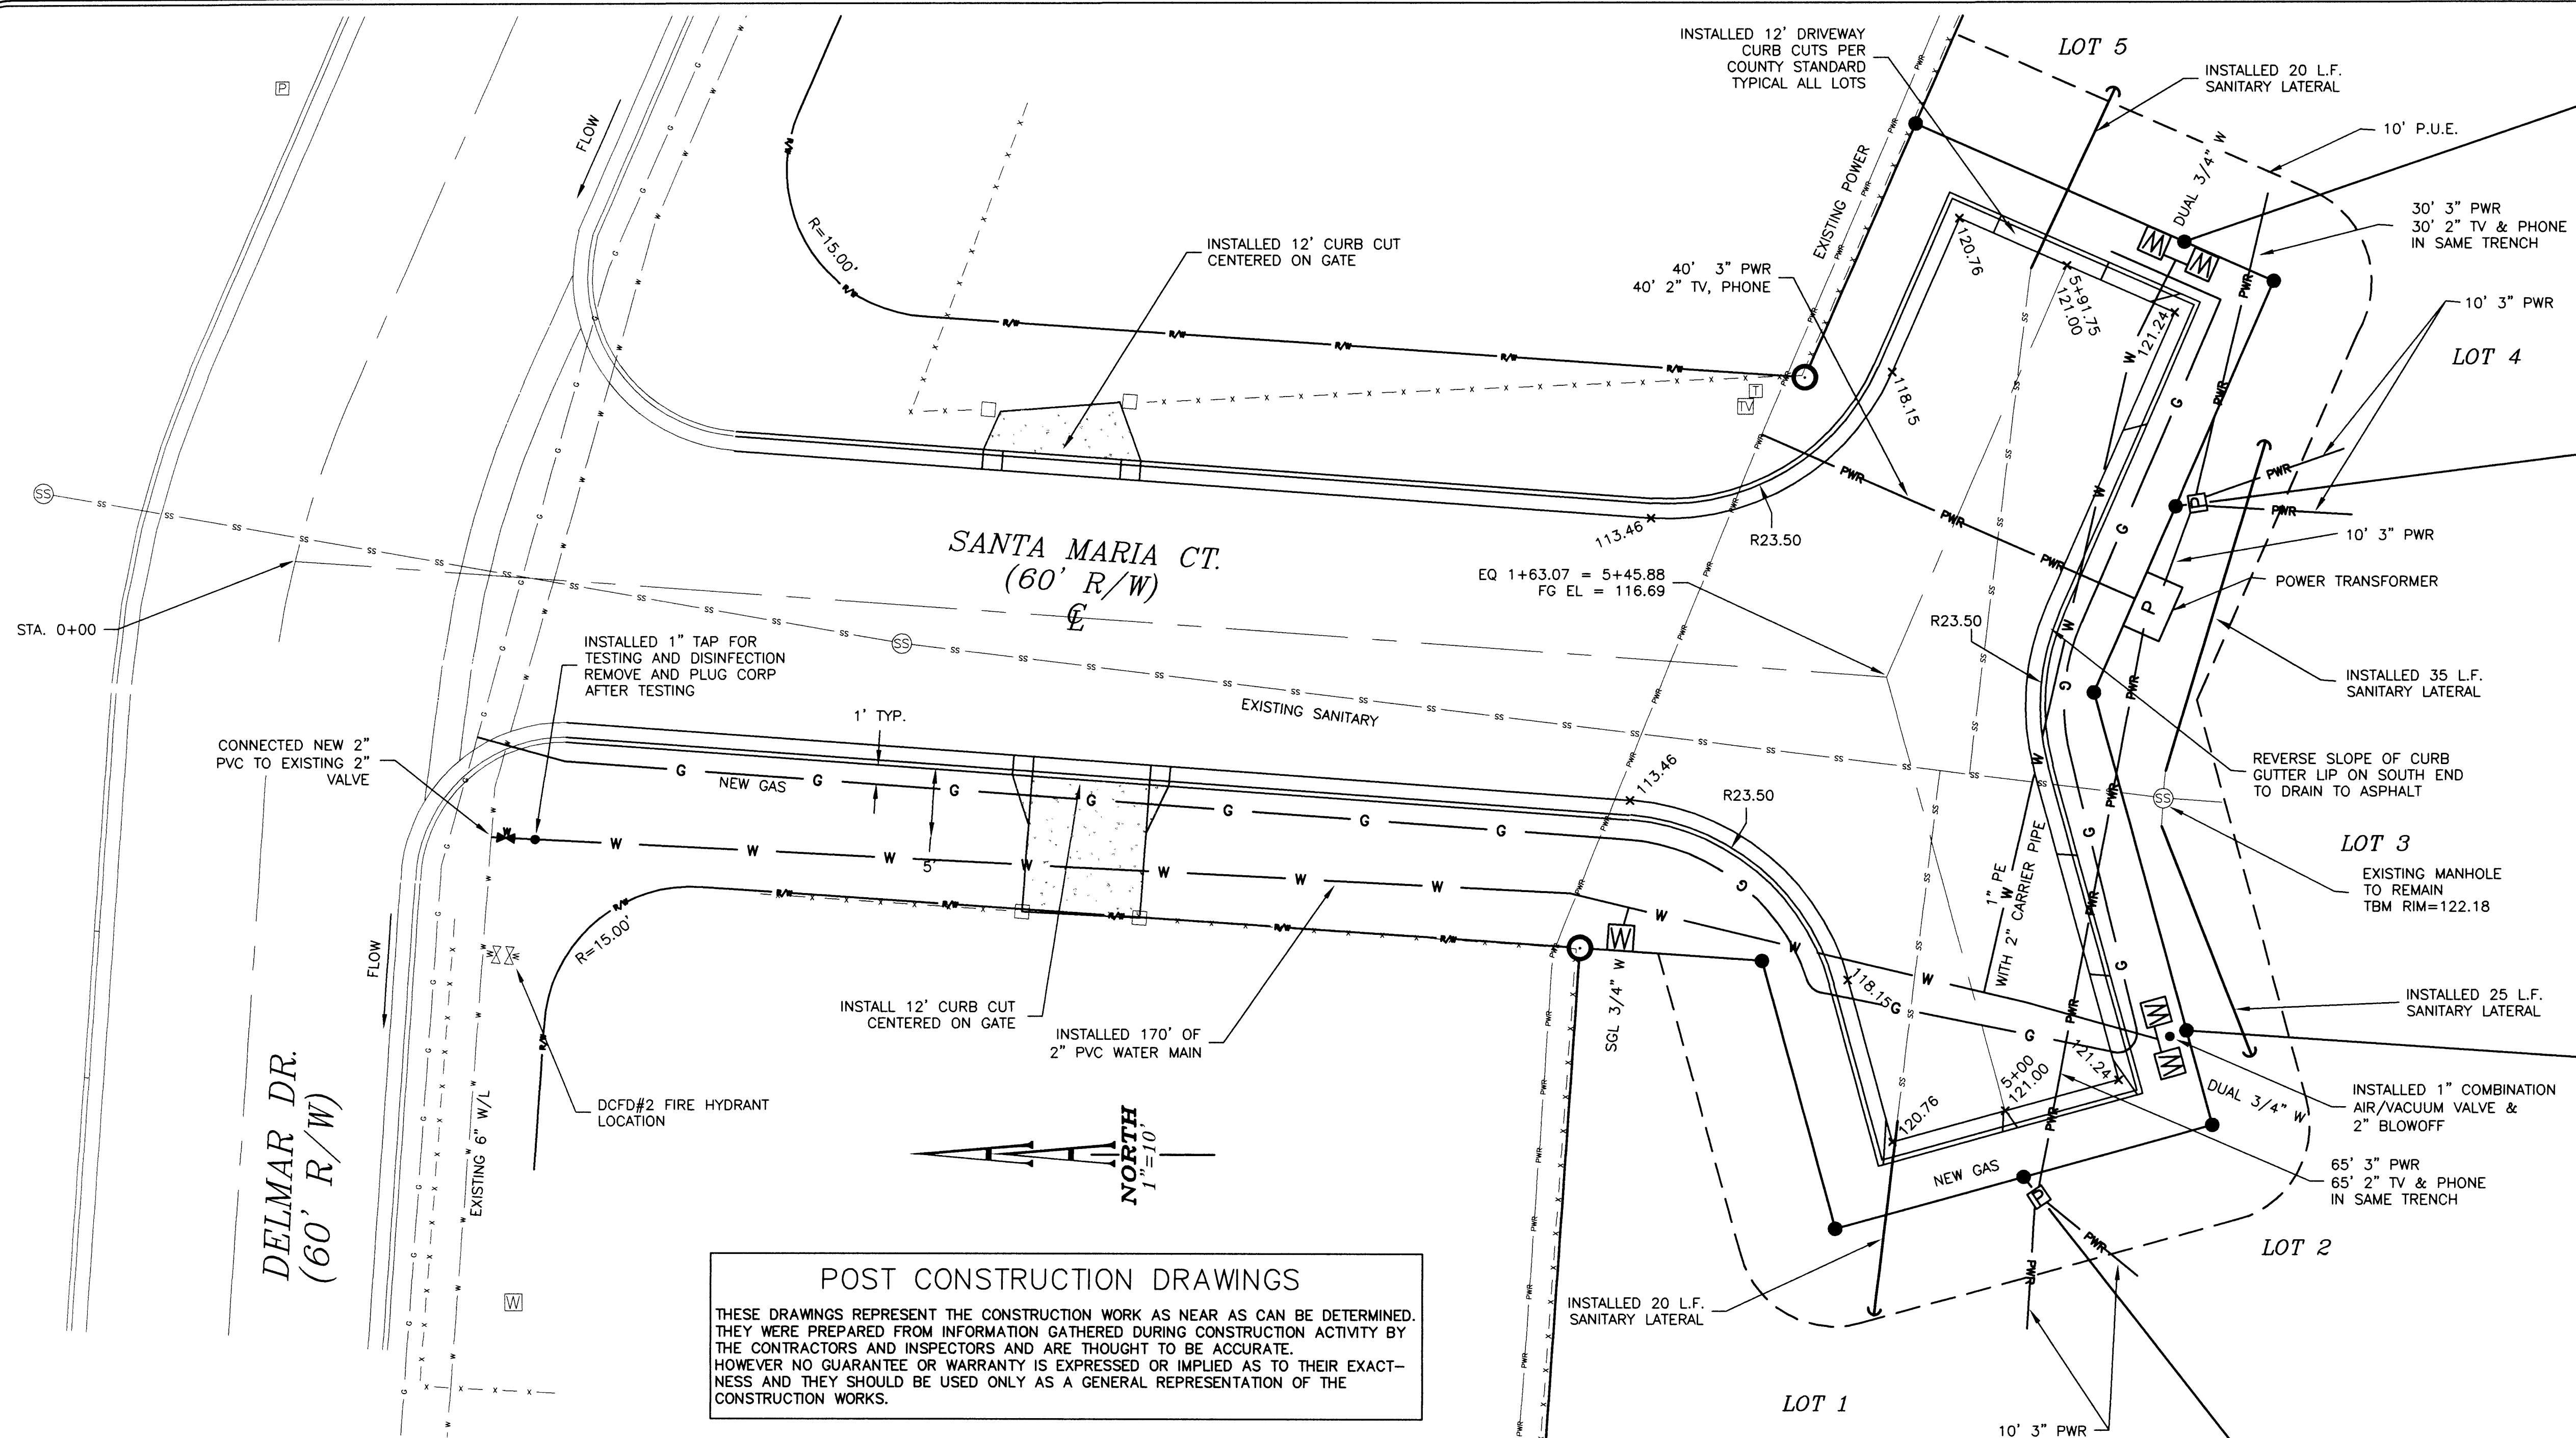 INSTALLED 12' DRIVEWAY
CURB CUTS PER
COUNTY STANDARD
TYPICAL ALL LOTS
LOT 5
INSTALLED 20 L.F.
SANITARY LATERAL
10' P.U.E.
DUAL 3/4" W
30' 3" PWR
30' 2" TV & PHONE
IN SAME TRENCH
10' 3" PWR
LOT 4
P
FLOW
R=15.00'
INSTALLED 12' CURB CUT
CENTERED ON GATE
EXISTING POWER
40' 3" PWR
40' 2" TV, PHONE
T
TV
120.76
5+91.75
121.00
121.24
118.15
113.46
R23.50
SANTA MARIA CT.
(60' R/W)
℄
EQ 1+63.07 = 5+45.88
FG EL = 116.69
10' 3" PWR
POWER TRANSFORMER
P
R23.50
INSTALLED 35 L.F.
SANITARY LATERAL
SS
STA. 0+00
INSTALLED 1" TAP FOR
TESTING AND DISINFECTION
REMOVE AND PLUG CORP
AFTER TESTING
SS
EXISTING SANITARY
1' TYP.
CONNECTED NEW 2"
PVC TO EXISTING 2"
VALVE
NEW GAS
5'
113.46
R23.50
REVERSE SLOPE OF CURB
GUTTER LIP ON SOUTH END
TO DRAIN TO ASPHALT
SS
LOT 3
EXISTING MANHOLE
TO REMAIN
TBM RIM=122.18
1" PE
WITH 2" CARRIER PIPE
FLOW
R=15.00'
INSTALL 12' CURB CUT
CENTERED ON GATE
INSTALLED 170' OF
2" PVC WATER MAIN
W
SGL 3/4" W
118.15
INSTALLED 25 L.F.
SANITARY LATERAL
121.24
5+00
121.00
120.76
DUAL 3/4" W
INSTALLED 1" COMBINATION
AIR/VACUUM VALVE &
2" BLOWOFF
DCFD#2 FIRE HYDRANT
LOCATION
EXISTING 6" W/L
DELMAR DR.
(60' R/W)
NORTH
1"=10'
NEW GAS
65' 3" PWR
65' 2" TV & PHONE
IN SAME TRENCH
LOT 2
W
INSTALLED 20 L.F.
SANITARY LATERAL
LOT 1
10' 3" PWR
POST CONSTRUCTION DRAWINGS
THESE DRAWINGS REPRESENT THE CONSTRUCTION WORK AS NEAR AS CAN BE DETERMINED.
THEY WERE PREPARED FROM INFORMATION GATHERED DURING CONSTRUCTION ACTIVITY BY
THE CONTRACTORS AND INSPECTORS AND ARE THOUGHT TO BE ACCURATE.
HOWEVER NO GUARANTEE OR WARRANTY IS EXPRESSED OR IMPLIED AS TO THEIR EXACT–
NESS AND THEY SHOULD BE USED ONLY AS A GENERAL REPRESENTATION OF THE
CONSTRUCTION WORKS.